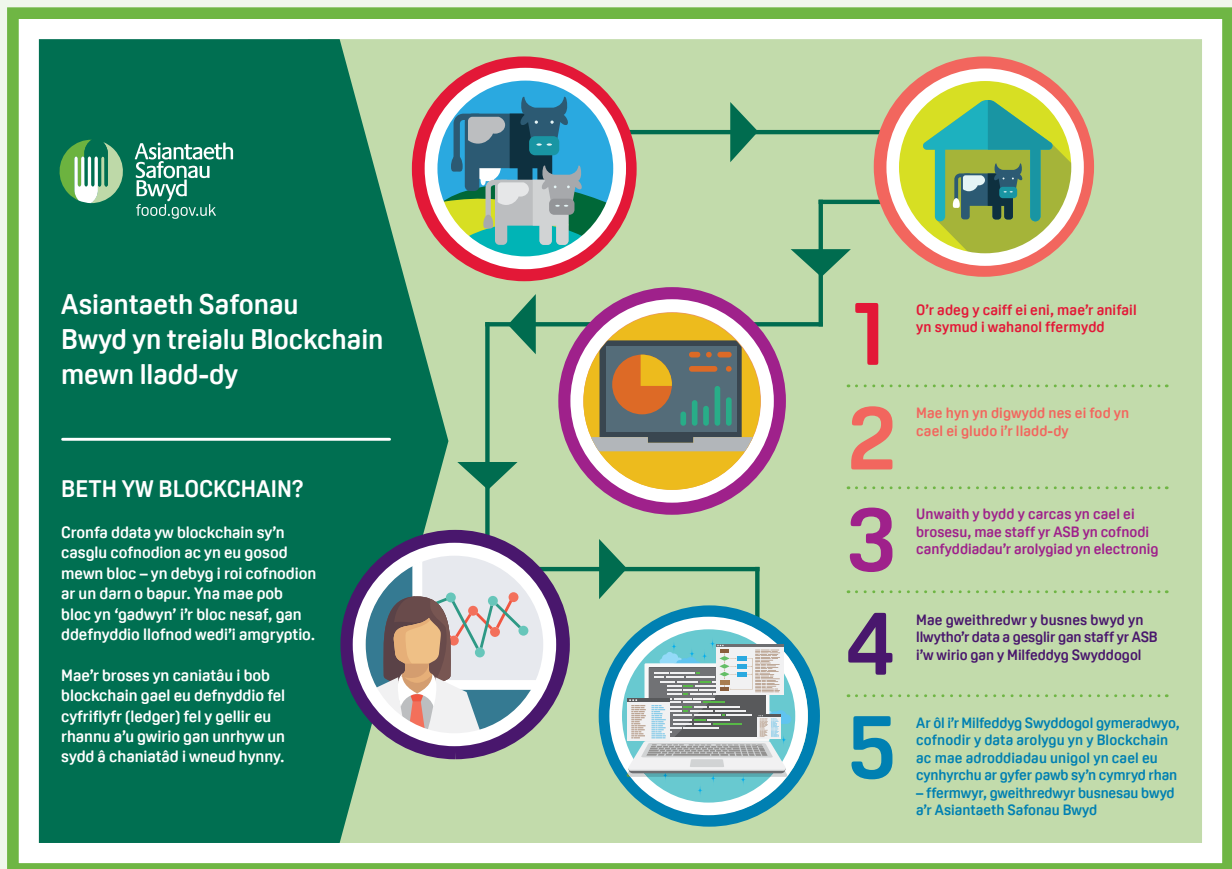 Asiantaeth
Safonau
Bwyd
food.gov.uk
Asiantaeth Safonau
Bwyd yn treialu Blockchain
mewn lladd-dy
BETH YW BLOCKCHAIN?
Cronfa ddata yw blockchain sy'n
casglu cofnodion ac yn eu gosod
mewn bloc – yn debyg i roi cofnodion
ar un darn o bapur. Yna mae pob
bloc yn ‘gadwyn’ i'r bloc nesaf, gan
ddefnyddio llofnod wedi'i amgryptio.
Mae'r broses yn caniatâu i bob
blockchain gael eu defnyddio fel
cyfriflyfr (ledger) fel y gellir eu
rhannu a'u gwirio gan unrhyw un
sydd â chaniatâd i wneud hynny.
1
O'r adeg y caiff ei eni, mae'r anifail
yn symud i wahanol ffermydd
2
Mae hyn yn digwydd nes ei fod yn
cael ei gludo i'r lladd-dy
3
Unwaith y bydd y carcas yn cael ei
brosesu, mae staff yr ASB yn cofnodi
canfyddiadau'r arolygiad yn electronig
4
Mae gweithredwr y busnes bwyd yn
llwytho'r data a gesglir gan staff yr ASB
i'w wirio gan y Milfeddyg Swyddogol
5
Ar ôl i'r Milfeddyg Swyddogol gymeradwyo,
cofnodir y data arolygu yn y Blockchain
ac mae adroddiadau unigol yn cael eu
cynhyrchu ar gyfer pawb sy'n cymryd rhan
– ffermwyr, gweithredwyr busnesau bwyd
a'r Asiantaeth Safonau Bwyd